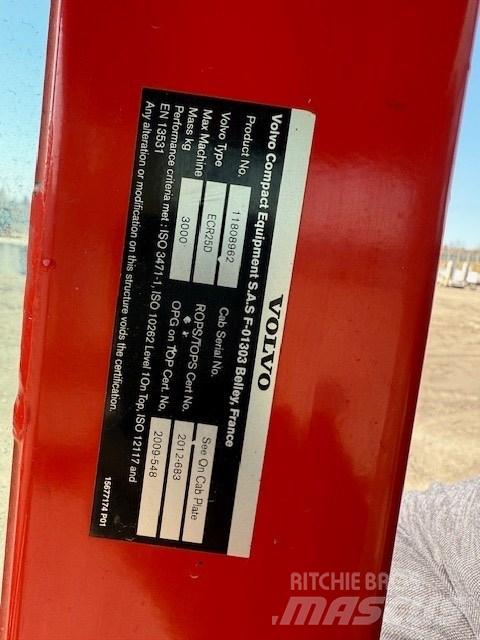 VOLVO
Volvo Compact Equipment S.A.S F-01303 Belley, France
Product No. 11808962 Cab Serial No. See On Cab Plate
Volvo Type ECR25D ROPS/TOPS Cert No. 2012-683
Max Machine Mass kg 3000 OPG on TOP Cert. No. 2009-548
Performance criteria met : ISO 3471-1, ISO 10262 Level 1 On Top, ISO 12117 and
EN 13531
Any alteration or modification on this structure voids the certification.
15677174 P01
RITCHIE BROS
MASCUS